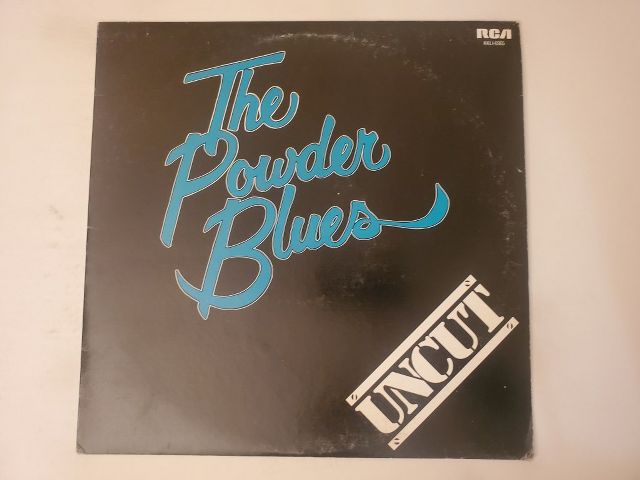 RCA
The
Powder
Blues
UNCUT